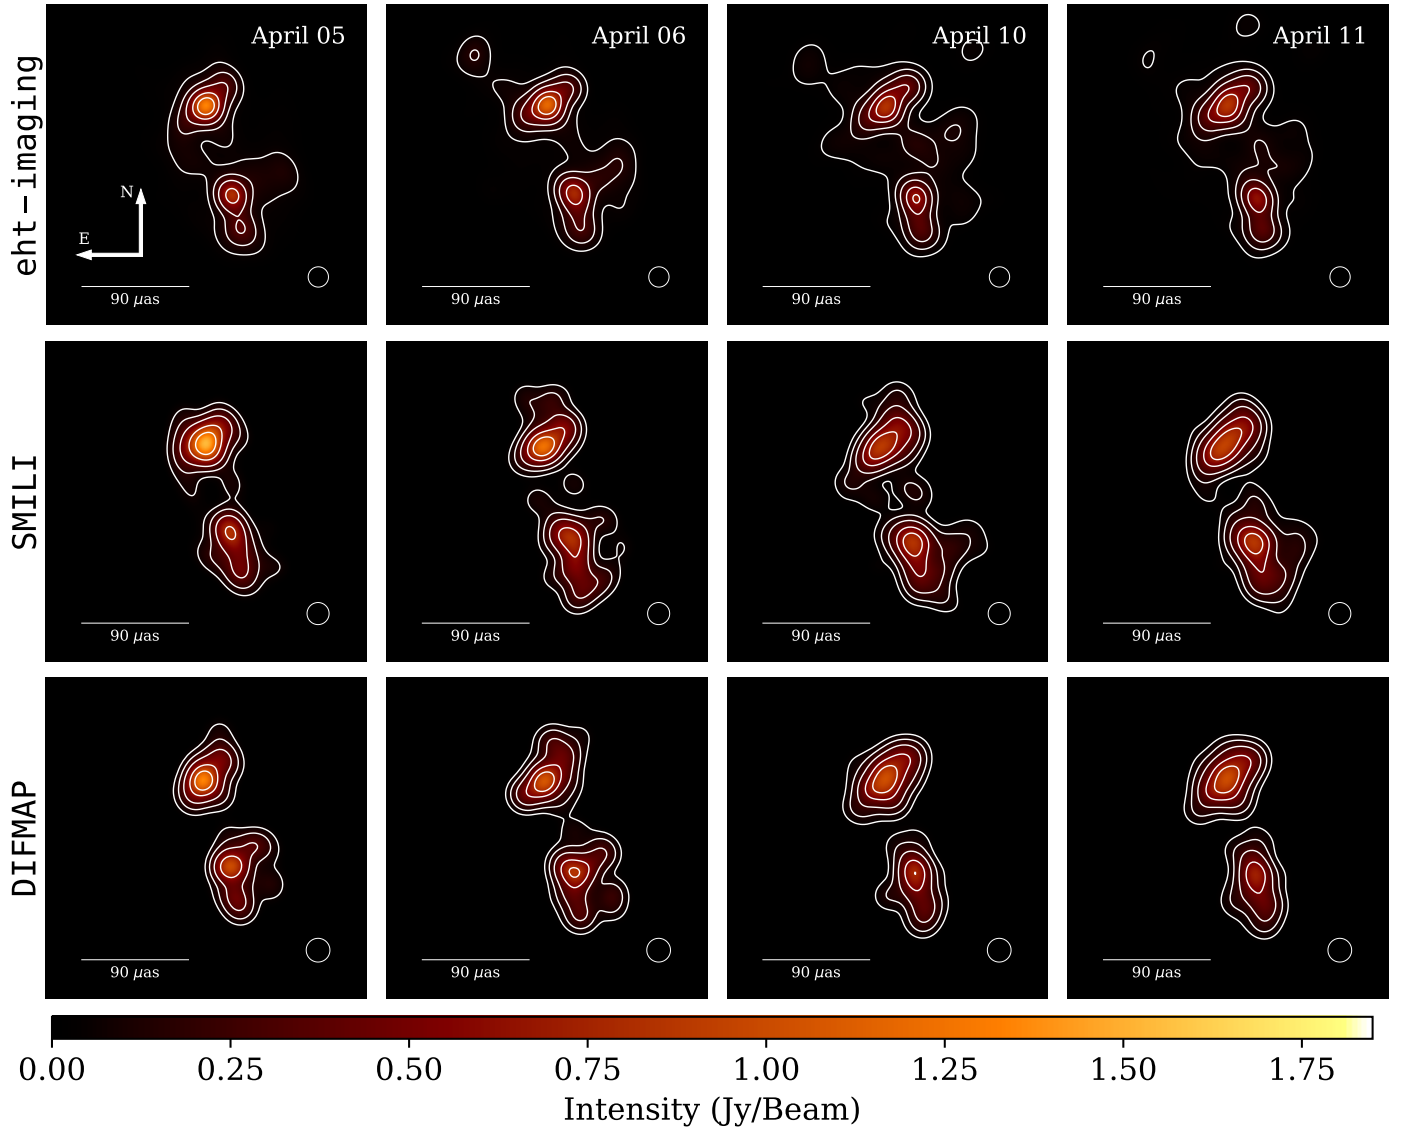 April 05
April 06
April 10
April 11
eht-imaging
N
E
90 μas
90 μas
90 μas
90 μas
SMILI
90 μas
90 μas
90 μas
90 μas
DIFMAP
90 μas
90 μas
90 μas
90 μas
0.00 0.25 0.50 0.75 1.00 1.25 1.50 1.75
Intensity (Jy/Beam)